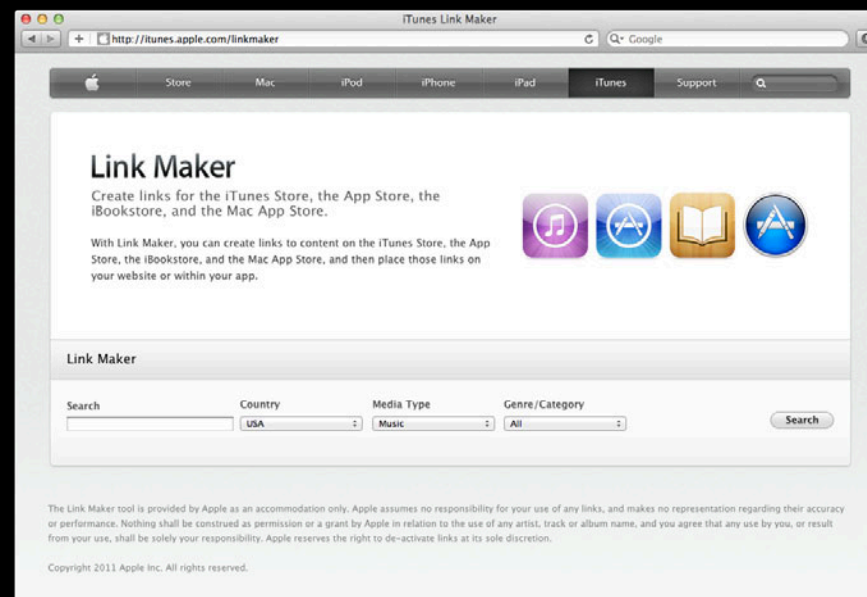 iTunes Link Maker
http://itunes.apple.com/linkmaker
Google
Store Mac iPod iPhone iPad iTunes Support
Link Maker
Create links for the iTunes Store, the App Store, the
iBookstore, and the Mac App Store.
With Link Maker, you can create links to content on the iTunes Store, the App
Store, the iBookstore, and the Mac App Store, and then place those links on
your website or within your app.
Link Maker
Search Country Media Type Genre/Category
USA Music All Search
The Link Maker tool is provided by Apple as an accommodation only. Apple assumes no responsibility for your use of any links, and makes no representation regarding their accuracy
or performance. Nothing shall be construed as permission or a grant by Apple in relation to the use of any artist, track or album name, and you agree that any use by you, or result
from your use, shall be solely your responsibility. Apple reserves the right to de-activate links at its sole discretion.
Copyright 2011 Apple Inc. All rights reserved.